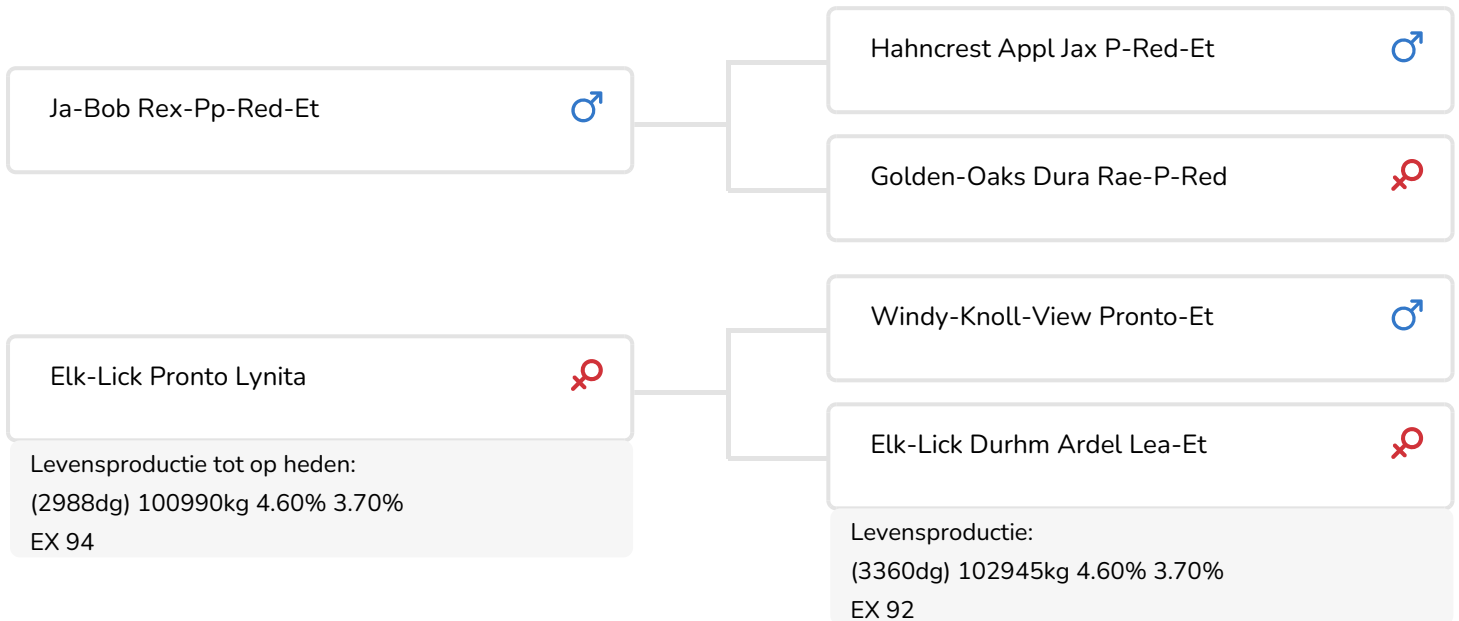 Hahncrest Appl Jax P-Red-Et
Ja-Bob Rex-Pp-Red-Et
Golden-Oaks Dura Rae-P-Red
Windy-Knoll-View Pronto-Et
Elk-Lick Pronto Lynita
Levensproductie tot op heden:
(2988dg) 100990kg 4.60% 3.70%
EX 94
Elk-Lick Durhm Ardel Lea-Et
Levensproductie:
(3360dg) 102945kg 4.60% 3.70%
EX 92